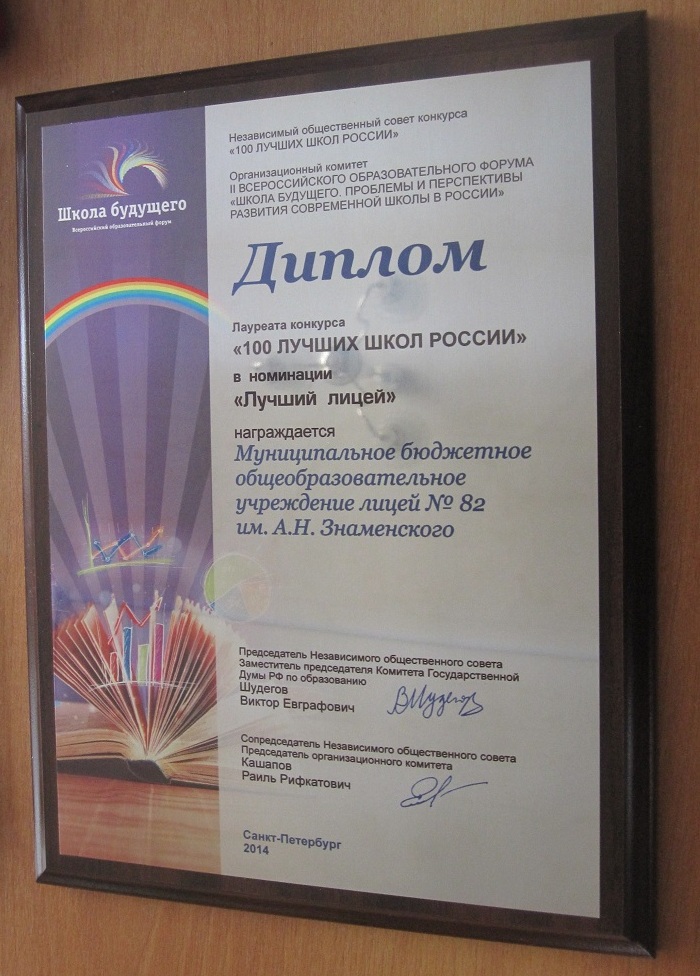 Школа будущего
Всероссийский образовательный форум
Независимый общественный совет конкурса
«100 ЛУЧШИХ ШКОЛ РОССИИ»
Организационный комитет
II ВСЕРОССИЙСКОГО ОБРАЗОВАТЕЛЬНОГО ФОРУМА
«ШКОЛА БУДУЩЕГО. ПРОБЛЕМЫ И ПЕРСПЕКТИВЫ
РАЗВИТИЯ СОВРЕМЕННОЙ ШКОЛЫ В РОССИИ»
Диплом
Лауреата конкурса
«100 ЛУЧШИХ ШКОЛ РОССИИ»
в номинации
«Лучший лицей»
награждается
Муниципальное бюджетное
общеобразовательное
учреждение лицей № 82
им. А.Н. Знаменского
Председатель Независимого общественного совета
Заместитель председателя Комитета Государственной
Думы РФ по образованию
Шудегов
Виктор Евграфович
ВШудегов
Сопредседатель Независимого общественного совета
Председатель организационного комитета
Кашапов
Раиль Рифкатович
Санкт-Петербург
2014